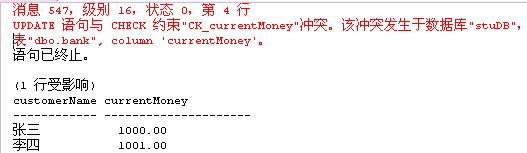 消息 547，级别 16，状态 0，第 4 行
UPDATE 语句与 CHECK 约束"CK_currentMoney"冲突。该冲突发生于数据库"stuDB"，
表"dbo.bank", column 'currentMoney'。
语句已终止。
(1 行受影响)
customerName currentMoney
------------ ---------------------
张三 1000.00
李四 1001.00